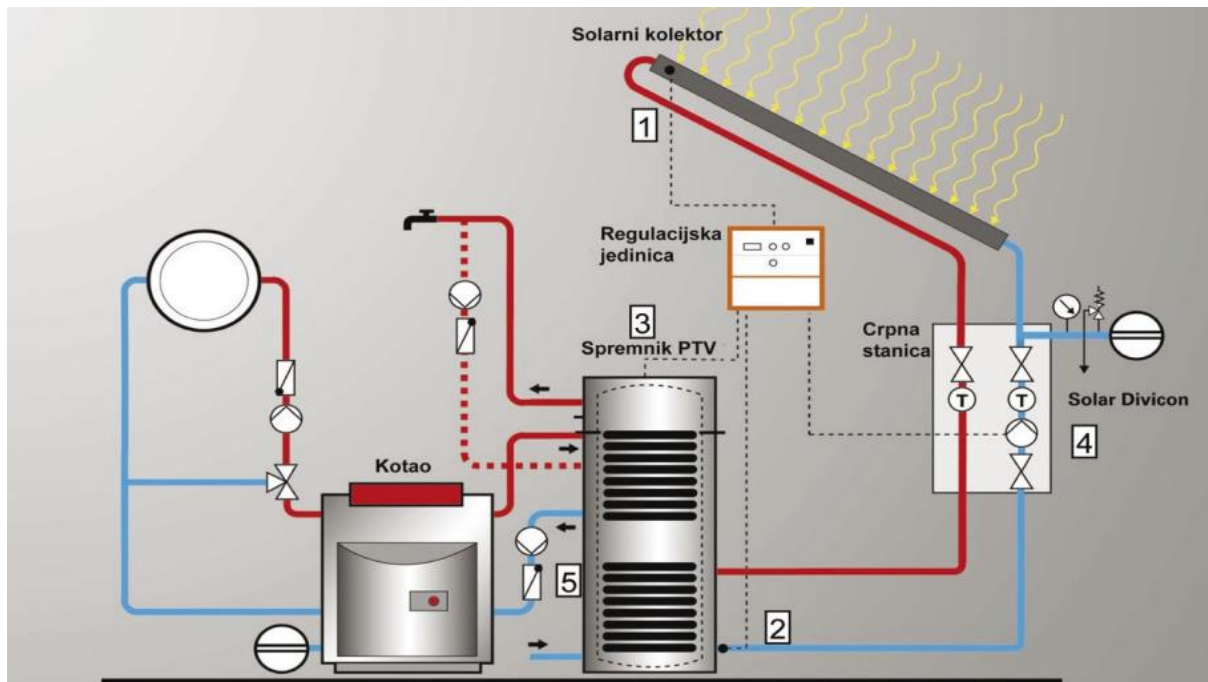 Solarni kolektor
1
Regulacijska
jedinica
3
Spremnik PTV
Crpna
stanica
T
T
Solar Divicon
4
Kotao
5
2